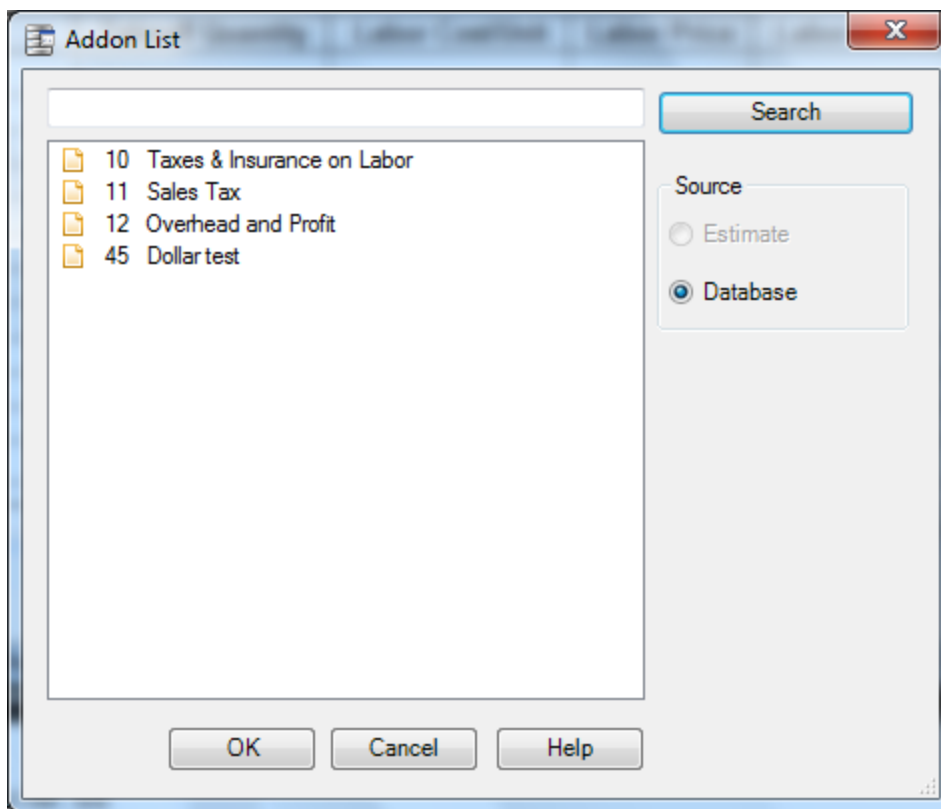 Addon List
Search
10 Taxes & Insurance on Labor
11 Sales Tax
12 Overhead and Profit
45 Dollar test
Source
Estimate
Database
OK Cancel Help